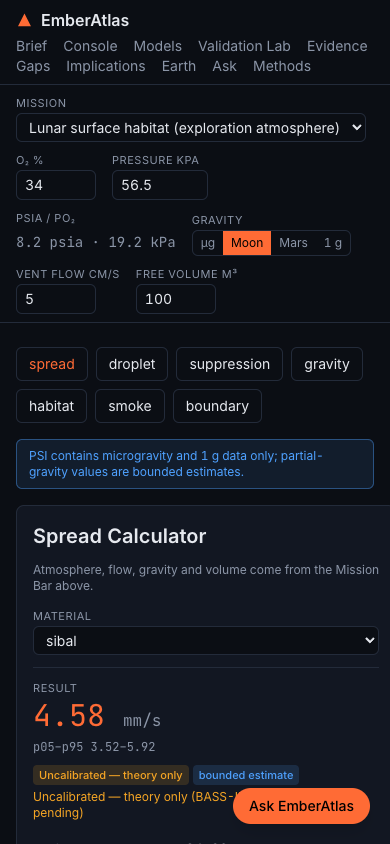 EmberAtlas
Brief Console Models Validation Lab Evidence
Gaps Implications Earth Ask Methods
MISSION
Lunar surface habitat (exploration atmosphere)
O₂ % PRESSURE KPA
34 56.5
PSIA / PO₂ GRAVITY
8.2 psia · 19.2 kPa µg Moon Mars 1 g
VENT FLOW CM/S FREE VOLUME M³
5 100
spread droplet suppression gravity
habitat smoke boundary
PSI contains microgravity and 1 g data only; partial-
gravity values are bounded estimates.
Spread Calculator
Atmosphere, flow, gravity and volume come from the Mission
Bar above.
MATERIAL
sibal
RESULT
4.58 mm/s
p05–p95 3.52–5.92
Uncalibrated — theory only bounded estimate
Uncalibrated — theory only (BASS-
pending)
Ask EmberAtlas